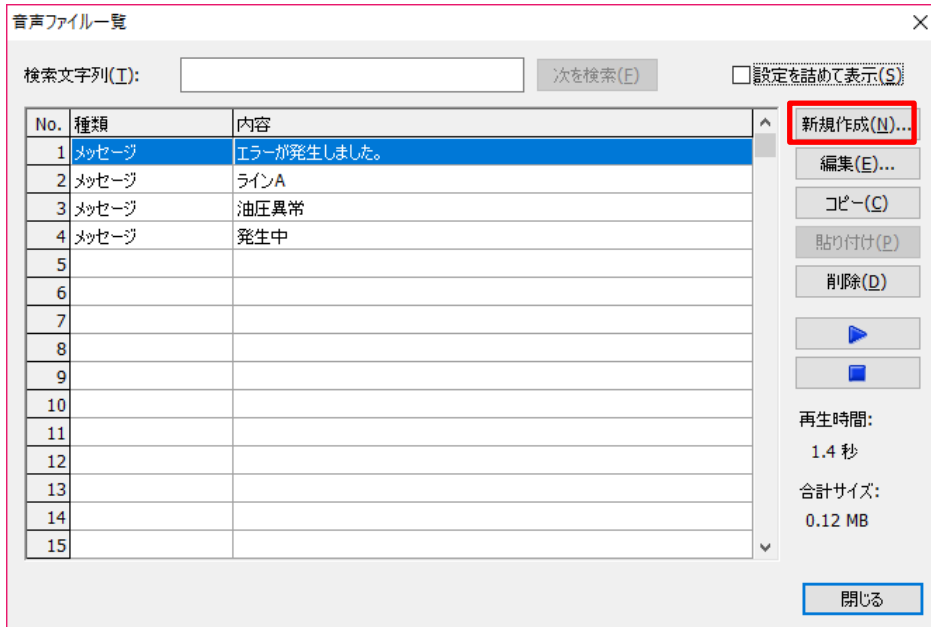 音声ファイル一覧
検索文字列(T):
次を検索(F)
設定を詰めて表示(S)
No. 種類 内容
1 メッセージ エラーが発生しました。
2 メッセージ ラインA
3 メッセージ 油圧異常
4 メッセージ 発生中
5
6
7
8
9
10
11
12
13
14
15
新規作成(N)...
編集(E)...
コピー(C)
貼り付け(P)
削除(D)
再生時間:
1.4 秒
合計サイズ:
0.12 MB
閉じる